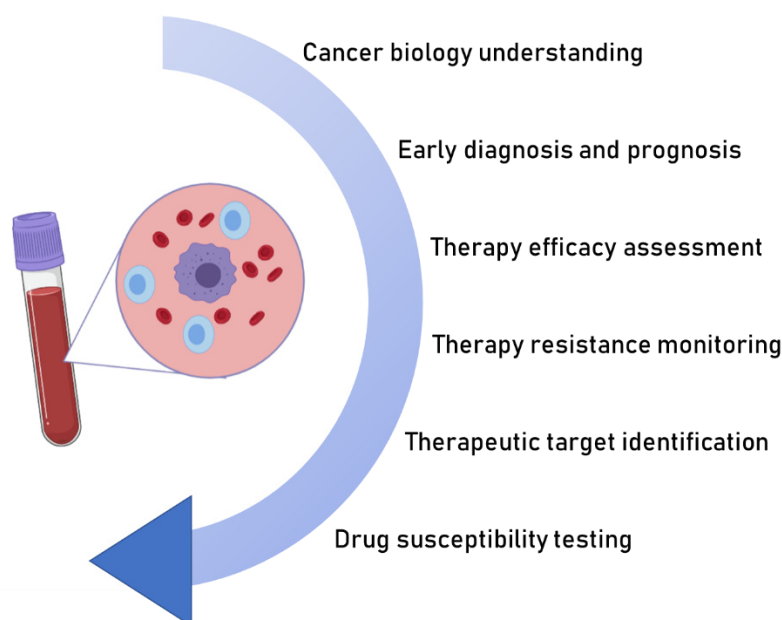 Cancer biology understanding
Early diagnosis and prognosis
Therapy efficacy assessment
Therapy resistance monitoring
Therapeutic target identification
Drug susceptibility testing